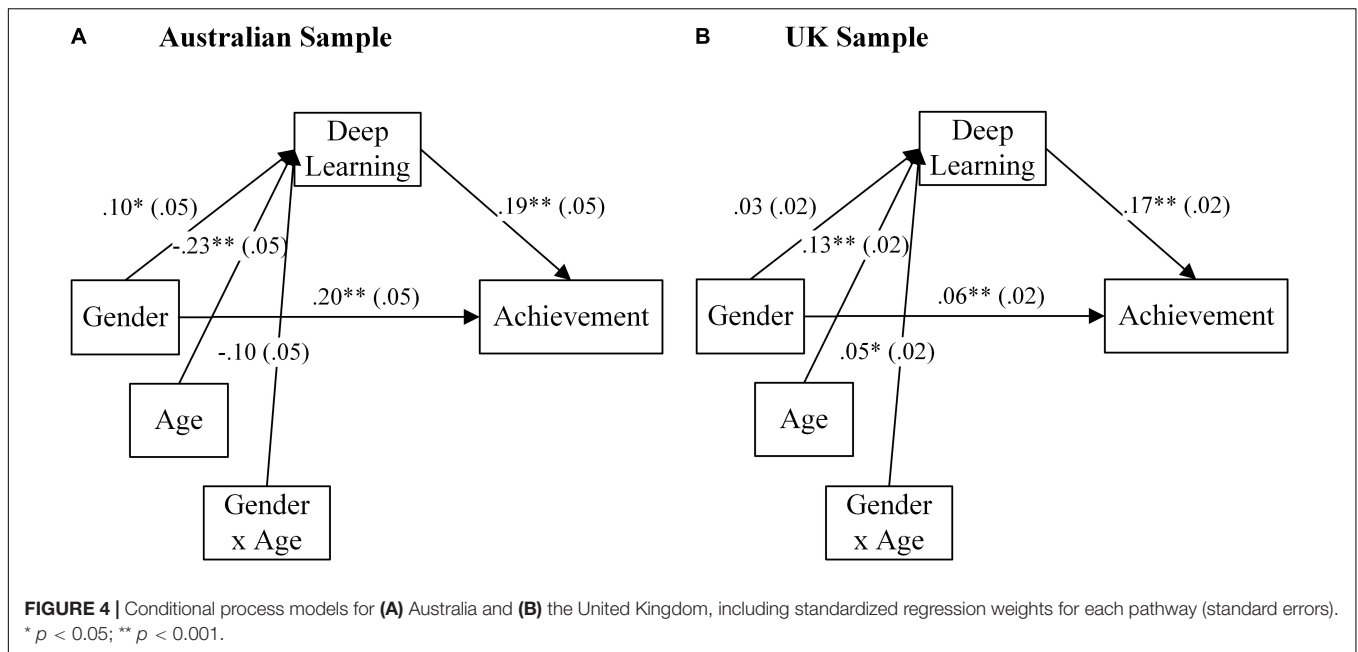 A Australian Sample
Deep
Learning
.10* (.05)
.19** (.05)
-.23** (.05)
Gender
.20** (.05)
Achievement
-.10 (.05)
Age
Gender
x Age
B UK Sample
Deep
Learning
.03 (.02)
.17** (.02)
.13** (.02)
Gender
.06** (.02)
Achievement
.05* (.02)
Age
Gender
x Age
FIGURE 4 | Conditional process models for (A) Australia and (B) the United Kingdom, including standardized regression weights for each pathway (standard errors).
* p < 0.05; ** p < 0.001.